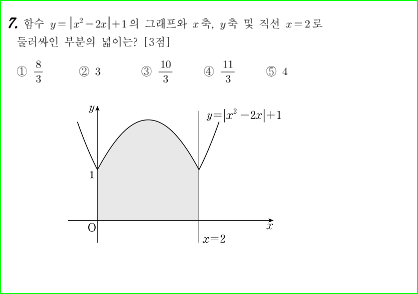 7. 함수 y=|x²-2x|+1의 그래프와 x축, y축 및 직선 x=2로
둘러싸인 부분의 넓이는? [3점]
① 8/3 ② 3 ③ 10/3 ④ 11/3 ⑤ 4
y
y=|x²-2x|+1
1
O
x=2
x